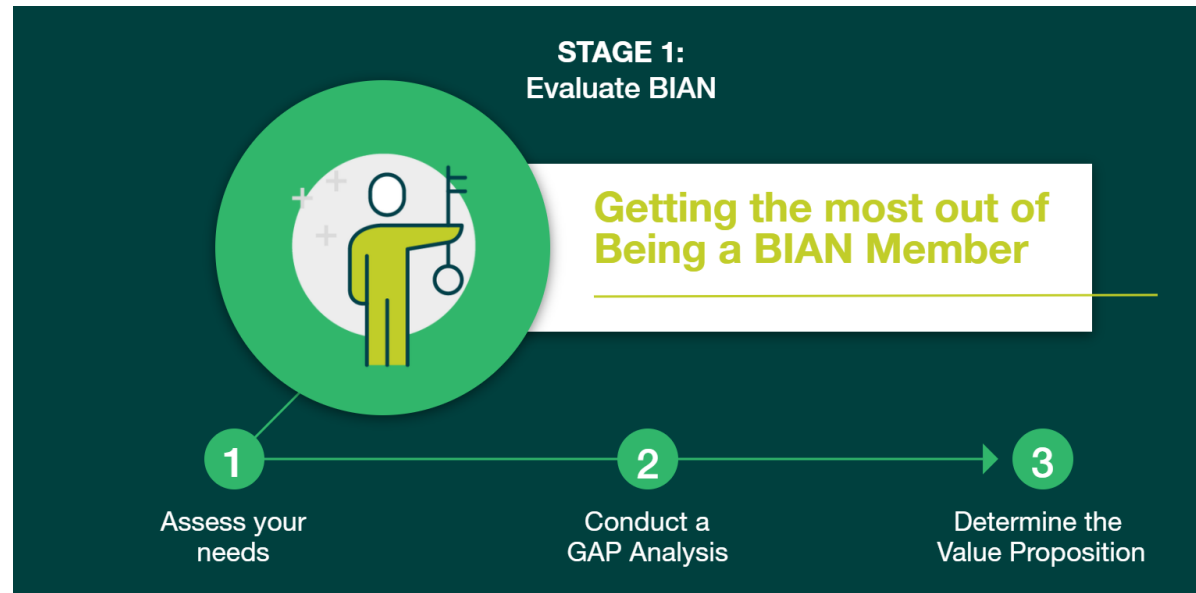 STAGE 1:
Evaluate BIAN
Getting the most out of
Being a BIAN Member
1
2
3
Assess your
needs
Conduct a
GAP Analysis
Determine the
Value Proposition